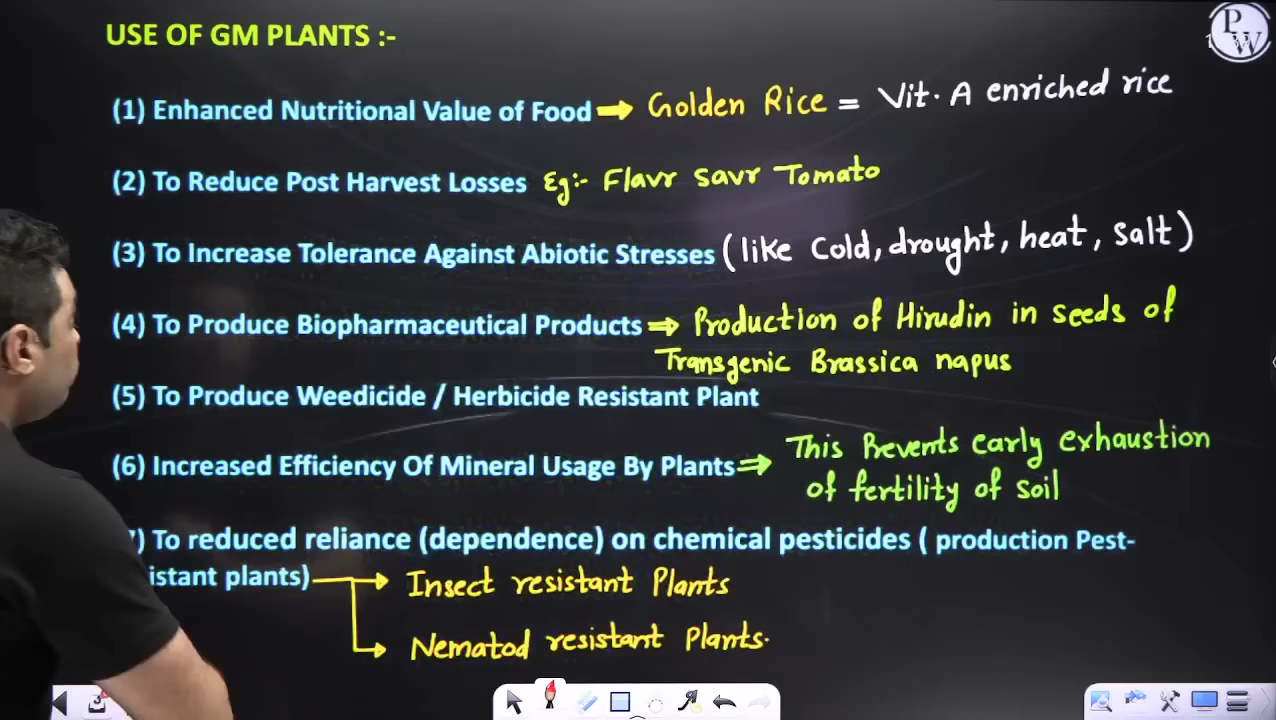 USE OF GM PLANTS :-
PW
(1) Enhanced Nutritional Value of Food → Golden Rice = Vit. A enriched rice
(2) To Reduce Post Harvest Losses Eg:- Flavr savr Tomato
(3) To Increase Tolerance Against Abiotic Stresses (like Cold, drought, heat, salt)
(4) To Produce Biopharmaceutical Products ⇒ Production of Hirudin in seeds of
Transgenic Brassica napus
(5) To Produce Weedicide / Herbicide Resistant Plant
(6) Increased Efficiency Of Mineral Usage By Plants ⇒ This Prevents early exhaustion
of fertility of soil
) To reduced reliance (dependence) on chemical pesticides ( production Pest-
istant plants) → Insect resistant Plants
→ Nematod resistant Plants.